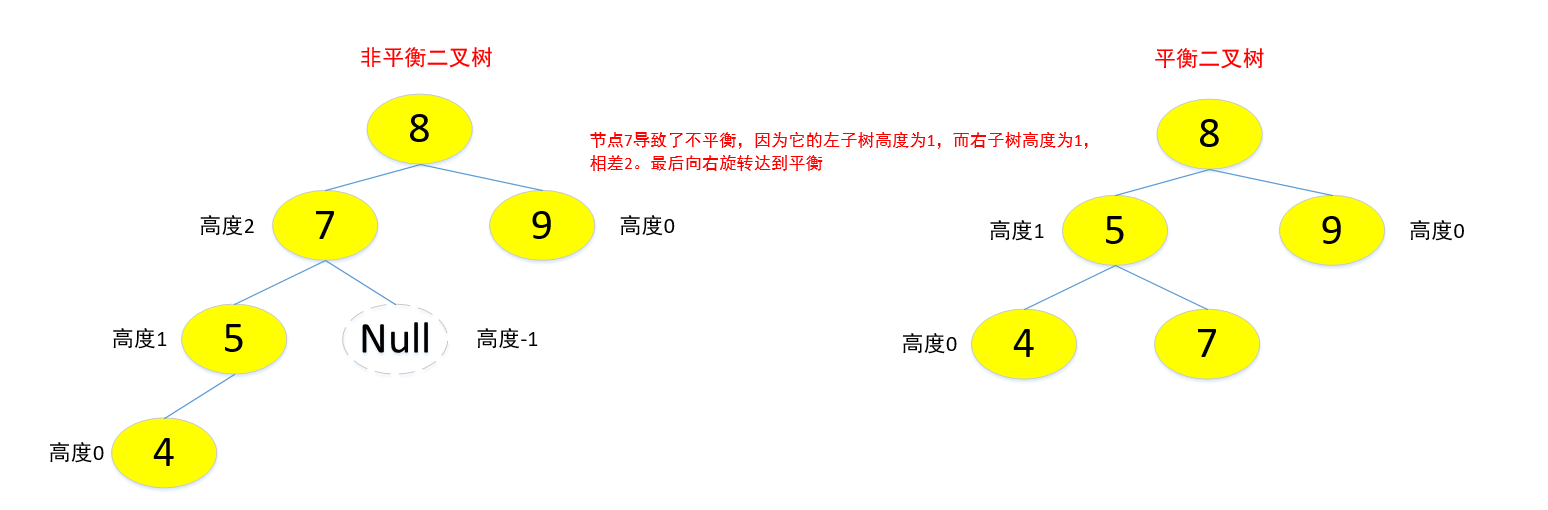 非平衡二叉树
8
节点7导致了不平衡，因为它的左子树高度为1，而右子树高度为1，
相差2。最后向右旋转达到平衡
高度2
7
9
高度0
高度1
5
Null
高度-1
高度0
4
平衡二叉树
8
高度1
5
9
高度0
高度0
4
7